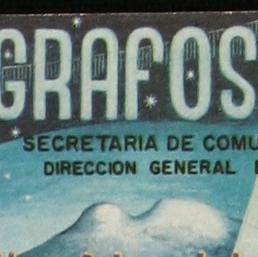 GRAFOS
SECRETARIA DE COMU
DIRECCION GENERAL